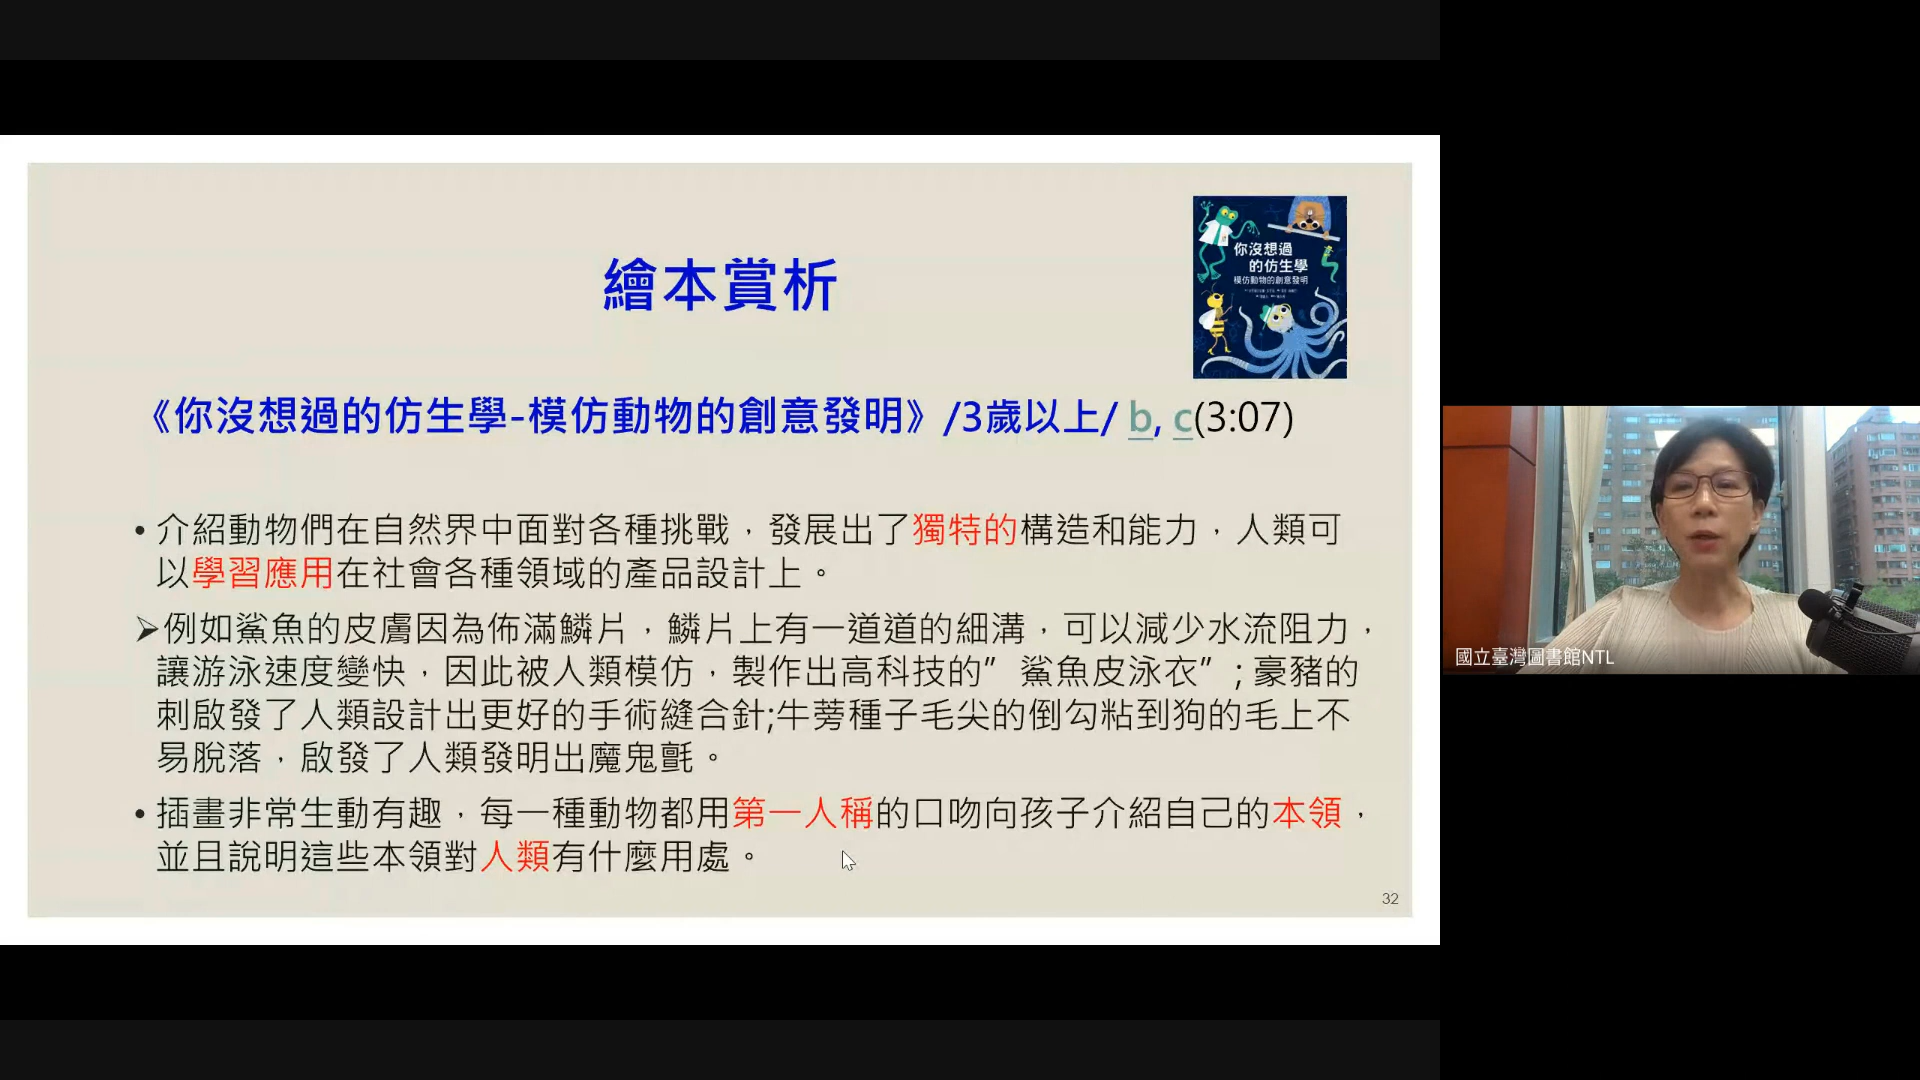 繪本賞析
你沒想過
的仿生學
模仿動物的創意發明
《你沒想過的仿生學-模仿動物的創意發明》/3歲以上/ b, c(3:07)
•介紹動物們在自然界中面對各種挑戰，發展出了獨特的構造和能力，人類可
以學習應用在社會各種領域的產品設計上。
➢例如鯊魚的皮膚因為佈滿鱗片，鱗片上有一道道的細溝，可以減少水流阻力，
讓游泳速度變快，因此被人類模仿，製作出高科技的”鯊魚皮泳衣”；豪豬的
刺啟發了人類設計出更好的手術縫合針;牛蒡種子毛尖的倒勾粘到狗的毛上不
易脫落，啟發了人類發明出魔鬼氈。
•插畫非常生動有趣，每一種動物都用第一人稱的口吻向孩子介紹自己的本領，
並且說明這些本領對人類有什麼用處。
32
國立臺灣圖書館NTL